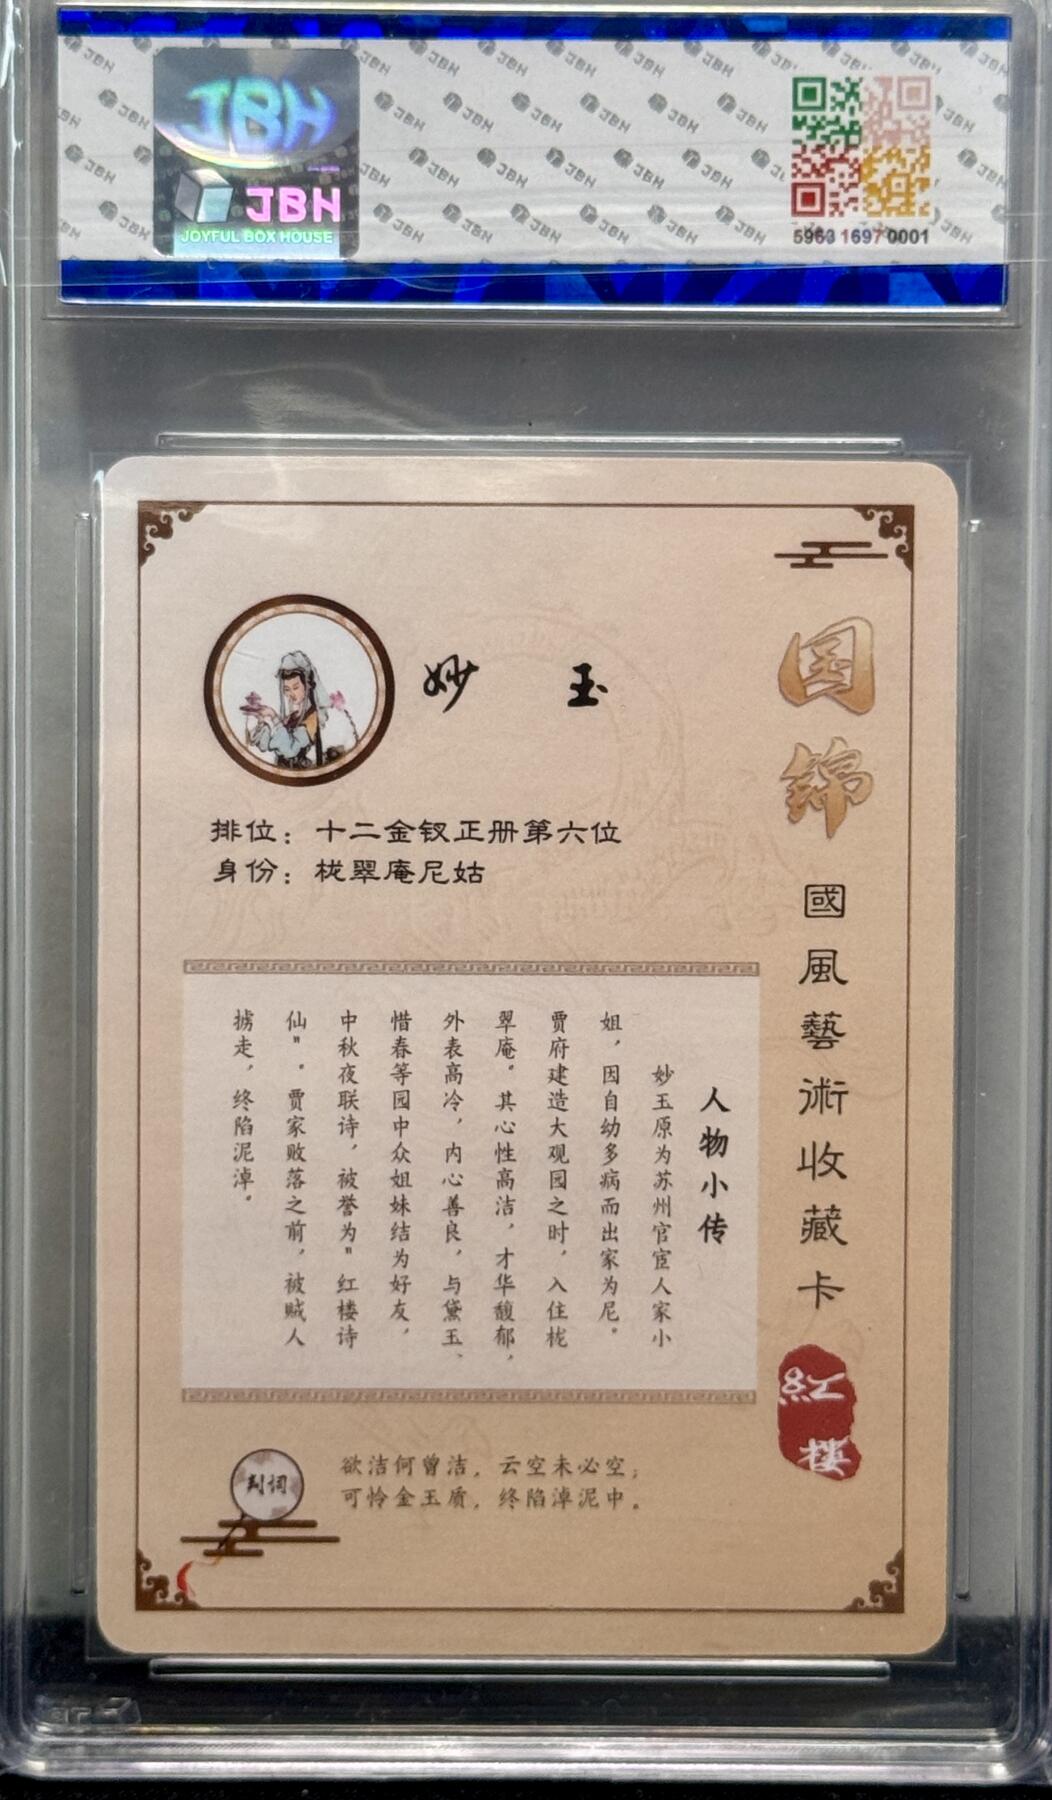 JBH
JBH
JOYFUL BOX HOUSE
5963 1697 0001
国锦
國風藝術收藏卡
紅楼
妙玉
排位：十二金钗正册第六位
身份：栊翠庵尼姑
人物小传
妙玉原为苏州官宦人家小
姐，因自幼多病而出家为尼。
贾府建造大观园之时，入住栊
翠庵。其心性高洁，才华馥郁，
外表高冷，内心善良，与黛玉、
惜春等园中众姐妹结为好友，
中秋夜联诗，被誉为"红楼诗
仙"。贾家败落之前，被贼人
掳走，终陷泥淖。
判词
欲洁何曾洁，云空未必空；
可怜金玉质，终陷淖泥中。